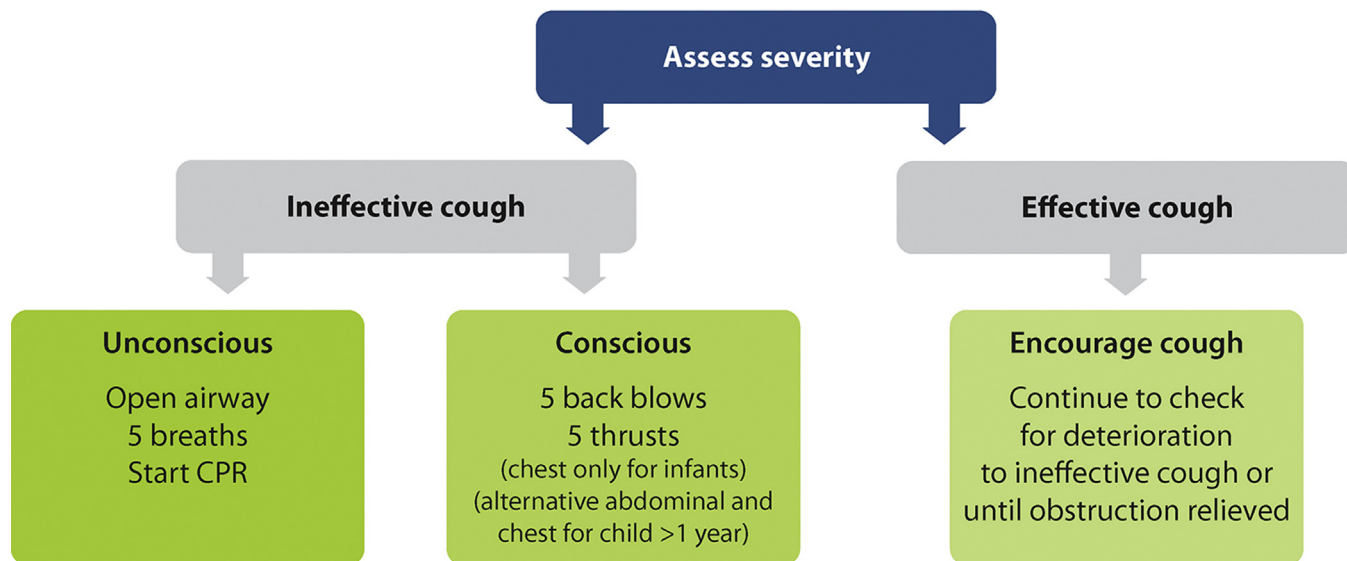 Assess severity
Ineffective cough
Effective cough
Unconscious
Open airway
5 breaths
Start CPR
Conscious
5 back blows
5 thrusts
(chest only for infants)
(alternative abdominal and
chest for child >1 year)
Encourage cough
Continue to check
for deterioration
to ineffective cough or
until obstruction relieved